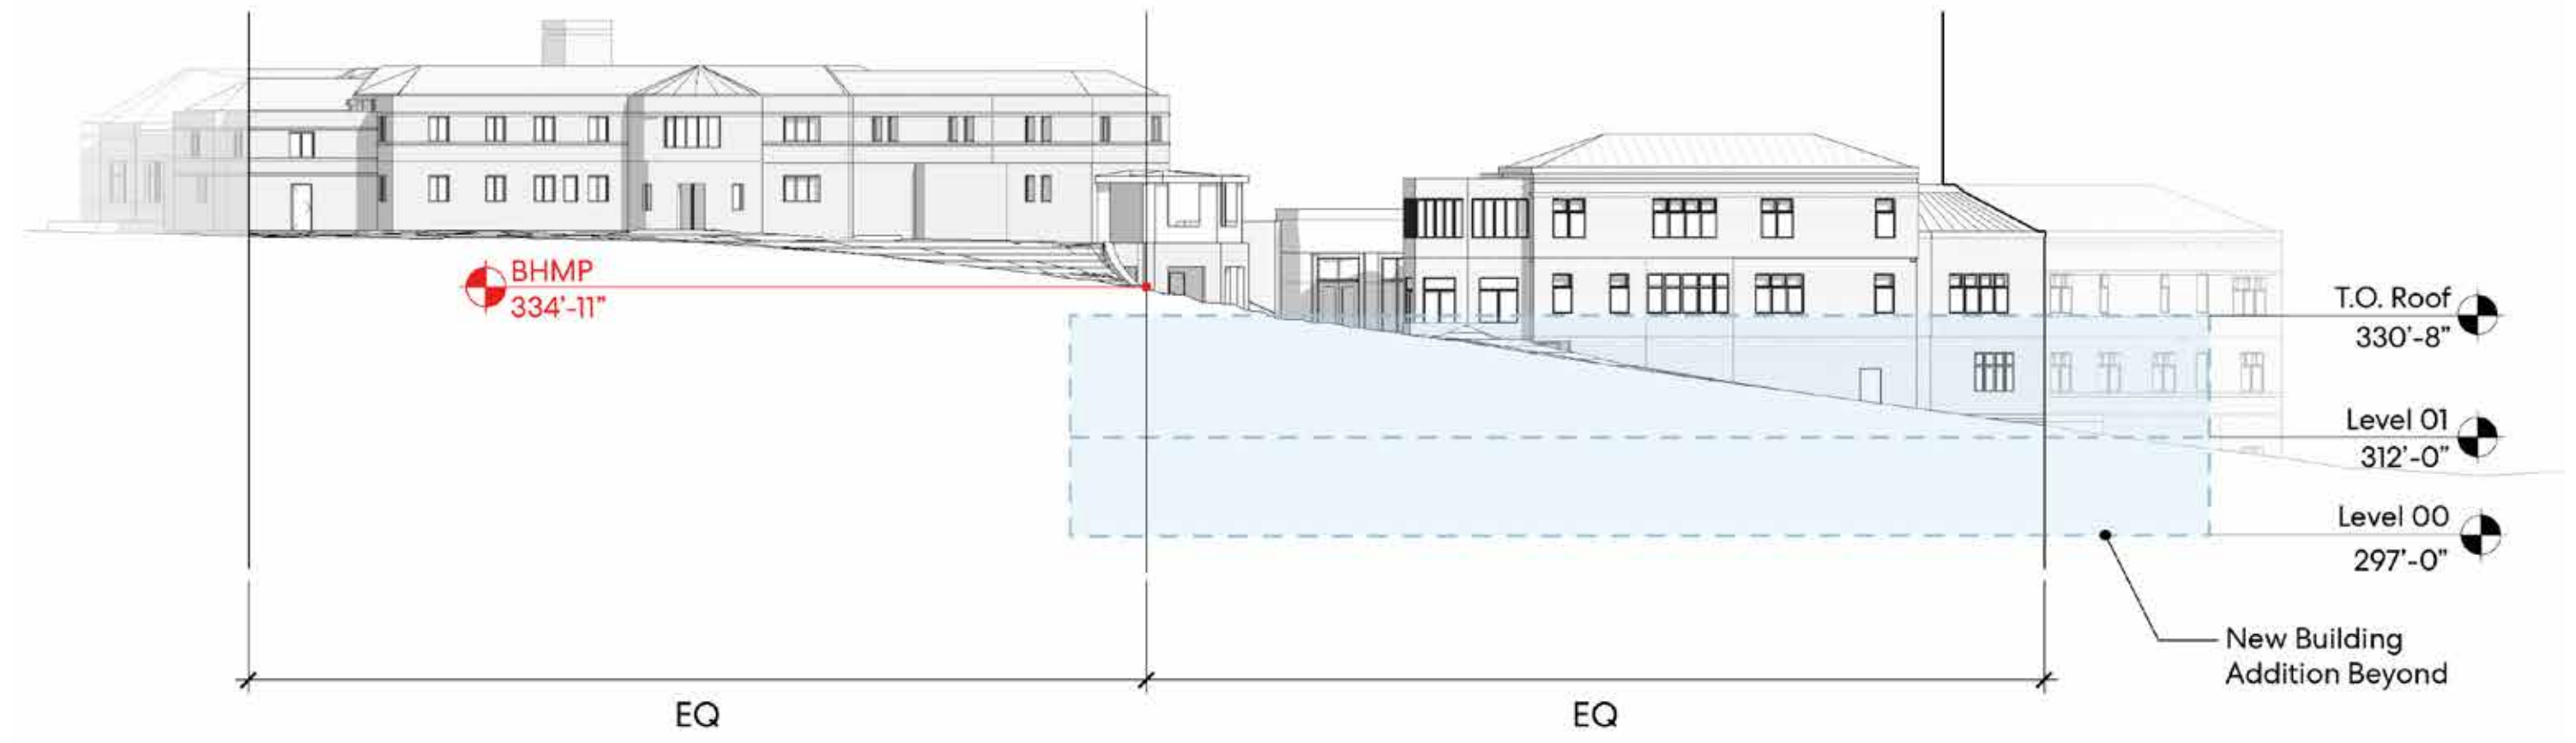 BHMP
334'-11"
T.O. Roof
330'-8"
Level 01
312'-0"
Level 00
297'-0"
New Building
Addition Beyond
EQ
EQ